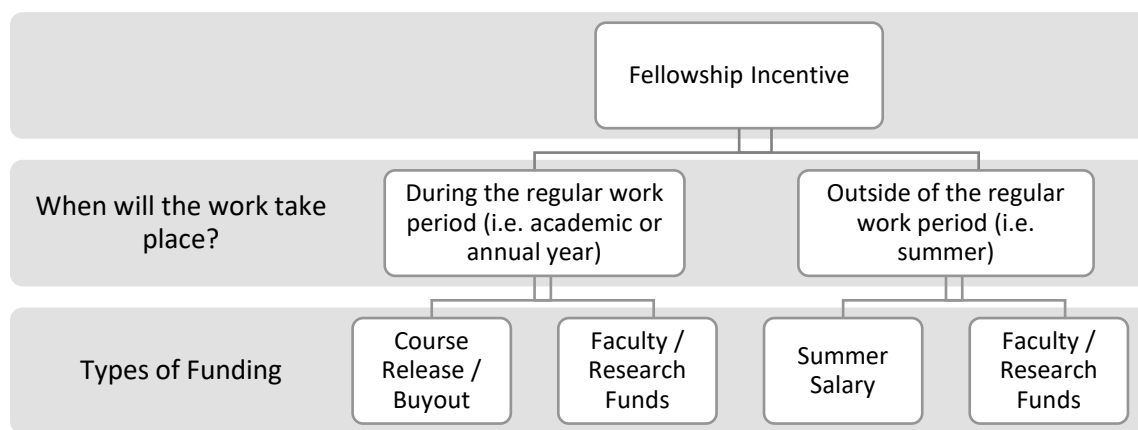 Fellowship Incentive
When will the work take
place?
During the regular work
period (i.e. academic or
annual year)
Outside of the regular
work period (i.e.
summer)
Types of Funding
Course
Release /
Buyout
Faculty /
Research
Funds
Summer
Salary
Faculty /
Research
Funds